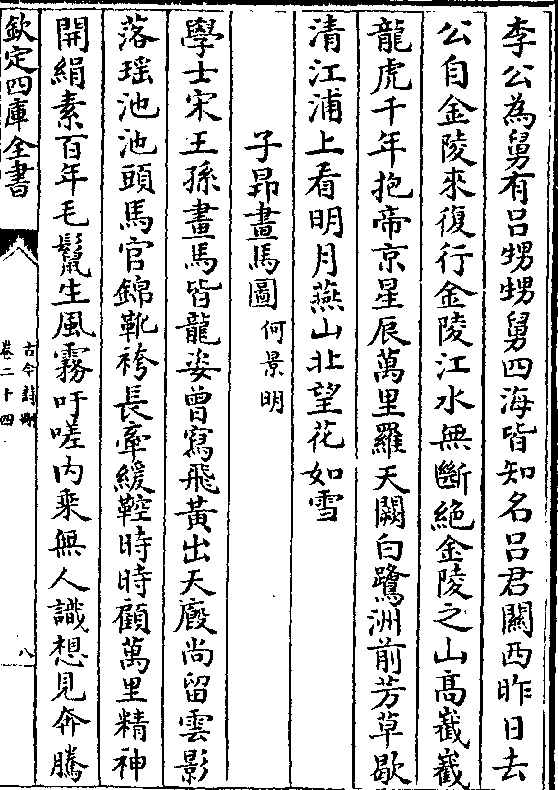 李公為舅有吕甥甥舅四海皆知名吕君關西昨日去
公自金陵來復行金陵江水無斷絶金陵之山髙嶻嶻
龍虎千年抱帝京星辰萬里羅天闕白鷺洲前芳草歇
清江浦上看明月燕山北望花如雪
子昂畫馬圖何景明
學士宋王孫畫馬皆龍姿曾寫飛黃出天廏尚留雲影
落瑶池池頭馬官錦靴袴長牽緩鞚時時顧萬里精神
開絹素百年毛鬛生風霧吁嗟内乗無人識想見奔騰
欽定四庫全書
古今詩刪
卷二十四
八